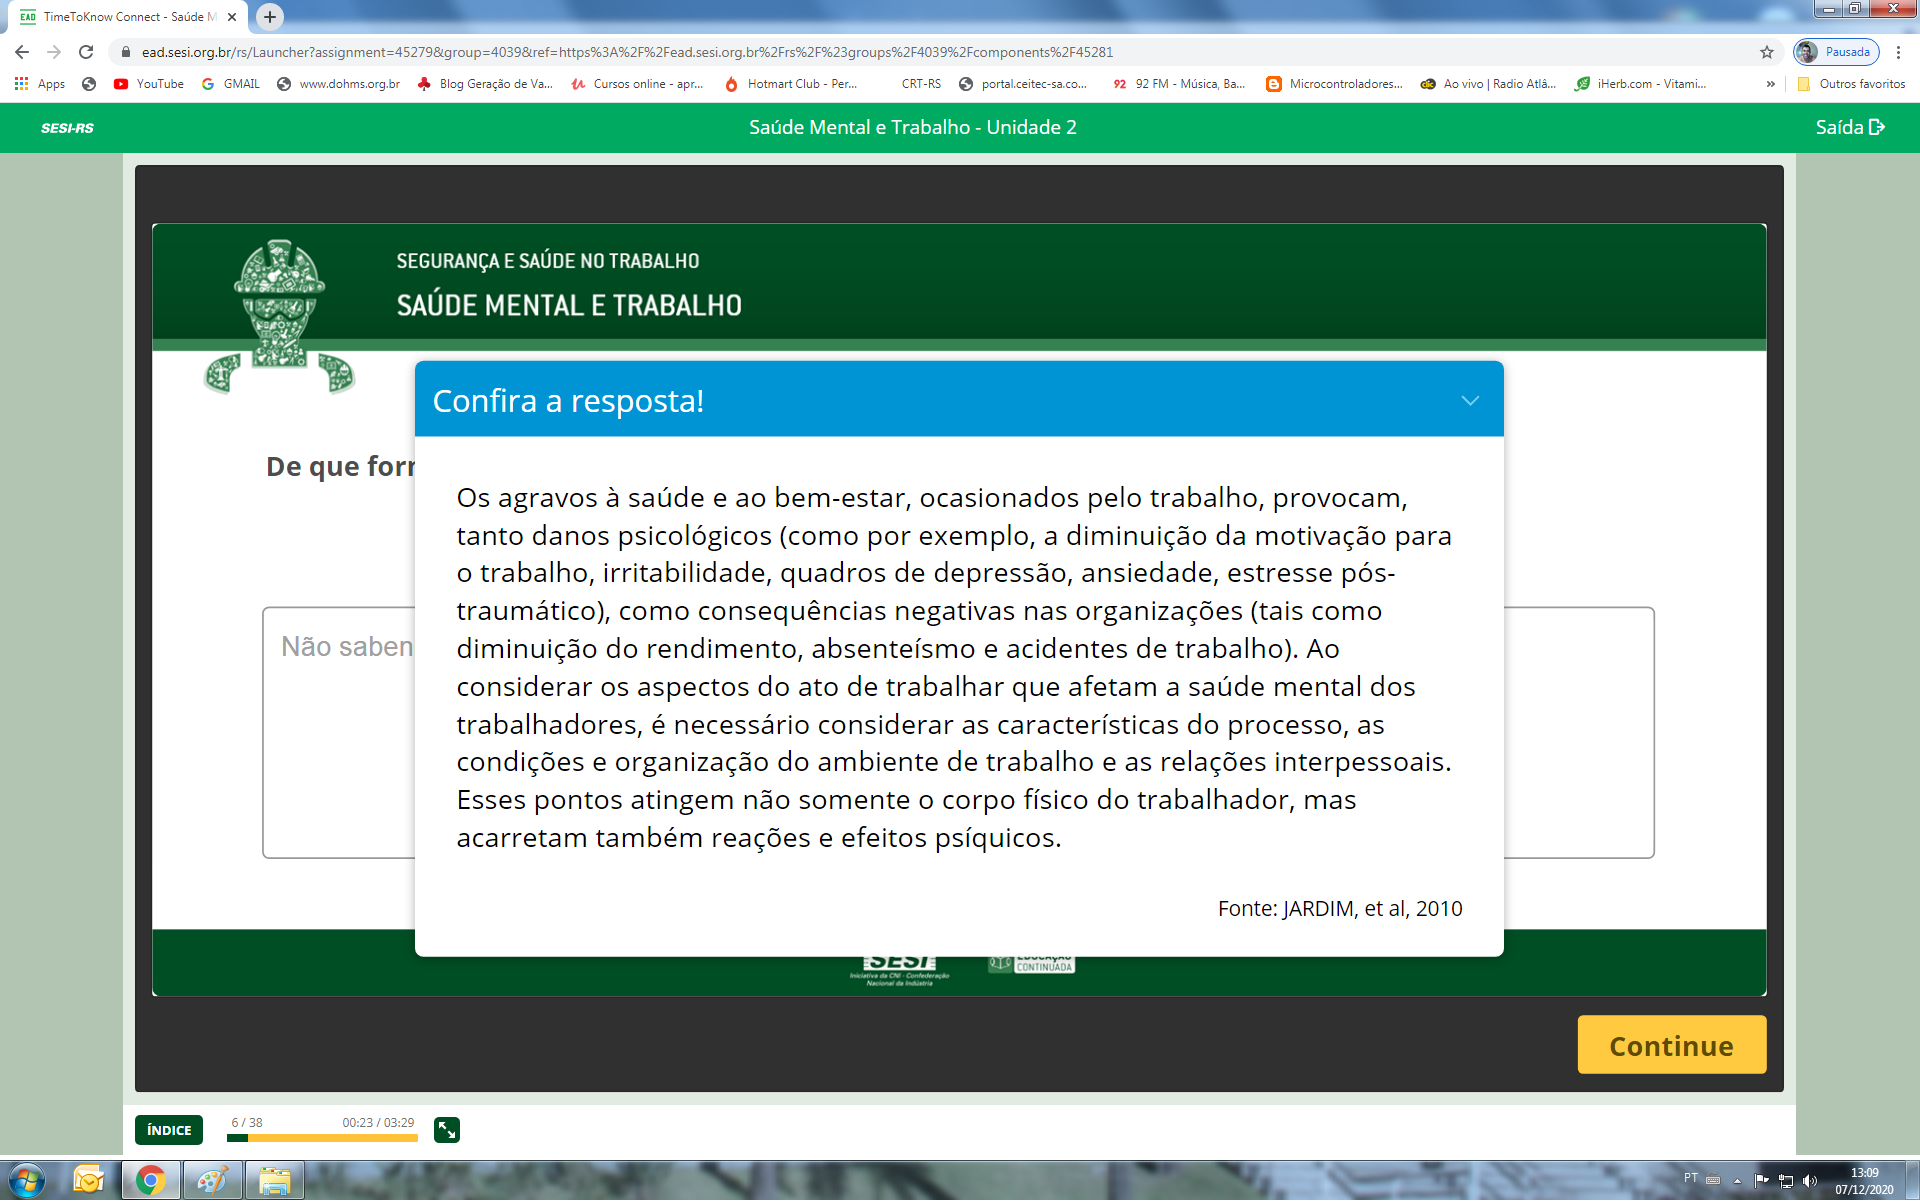 TimeToKnow Connect - Saúde M
ead.sesi.org.br/rs/Launcher?assignment=45279&group=4039&ref=https%3A%2F%2Fead.sesi.org.br%2Frs%2F%23groups%2F4039%2Fcomponents%2F45281
Pausada
Apps YouTube GMAIL www.dohms.org.br Blog Geração de Va... Cursos online - apr... Hotmart Club - Per... CRT-RS portal.ceitec-sa.co... 92 92 FM - Música, Ba... Microcontroladores... Ao vivo | Radio Atlâ... iHerb.com - Vitami... » Outros favoritos
SESI-RS Saúde Mental e Trabalho - Unidade 2 Saída
SEGURANÇA E SAÚDE NO TRABALHO
SAÚDE MENTAL E TRABALHO
Confira a resposta!
De que for
Os agravos à saúde e ao bem-estar, ocasionados pelo trabalho, provocam,
tanto danos psicológicos (como por exemplo, a diminuição da motivação para
o trabalho, irritabilidade, quadros de depressão, ansiedade, estresse pós-
traumático), como consequências negativas nas organizações (tais como
Não saben
diminuição do rendimento, absenteísmo e acidentes de trabalho). Ao
considerar os aspectos do ato de trabalhar que afetam a saúde mental dos
trabalhadores, é necessário considerar as características do processo, as
condições e organização do ambiente de trabalho e as relações interpessoais.
Esses pontos atingem não somente o corpo físico do trabalhador, mas
acarretam também reações e efeitos psíquicos.
Fonte: JARDIM, et al, 2010
SESI
Iniciativa da CNI - Confederação
Nacional da Indústria
EDUCAÇÃO
CONTINUADA
Continue
ÍNDICE 6 / 38 00:23 / 03:29
PT
13:09
07/12/2020